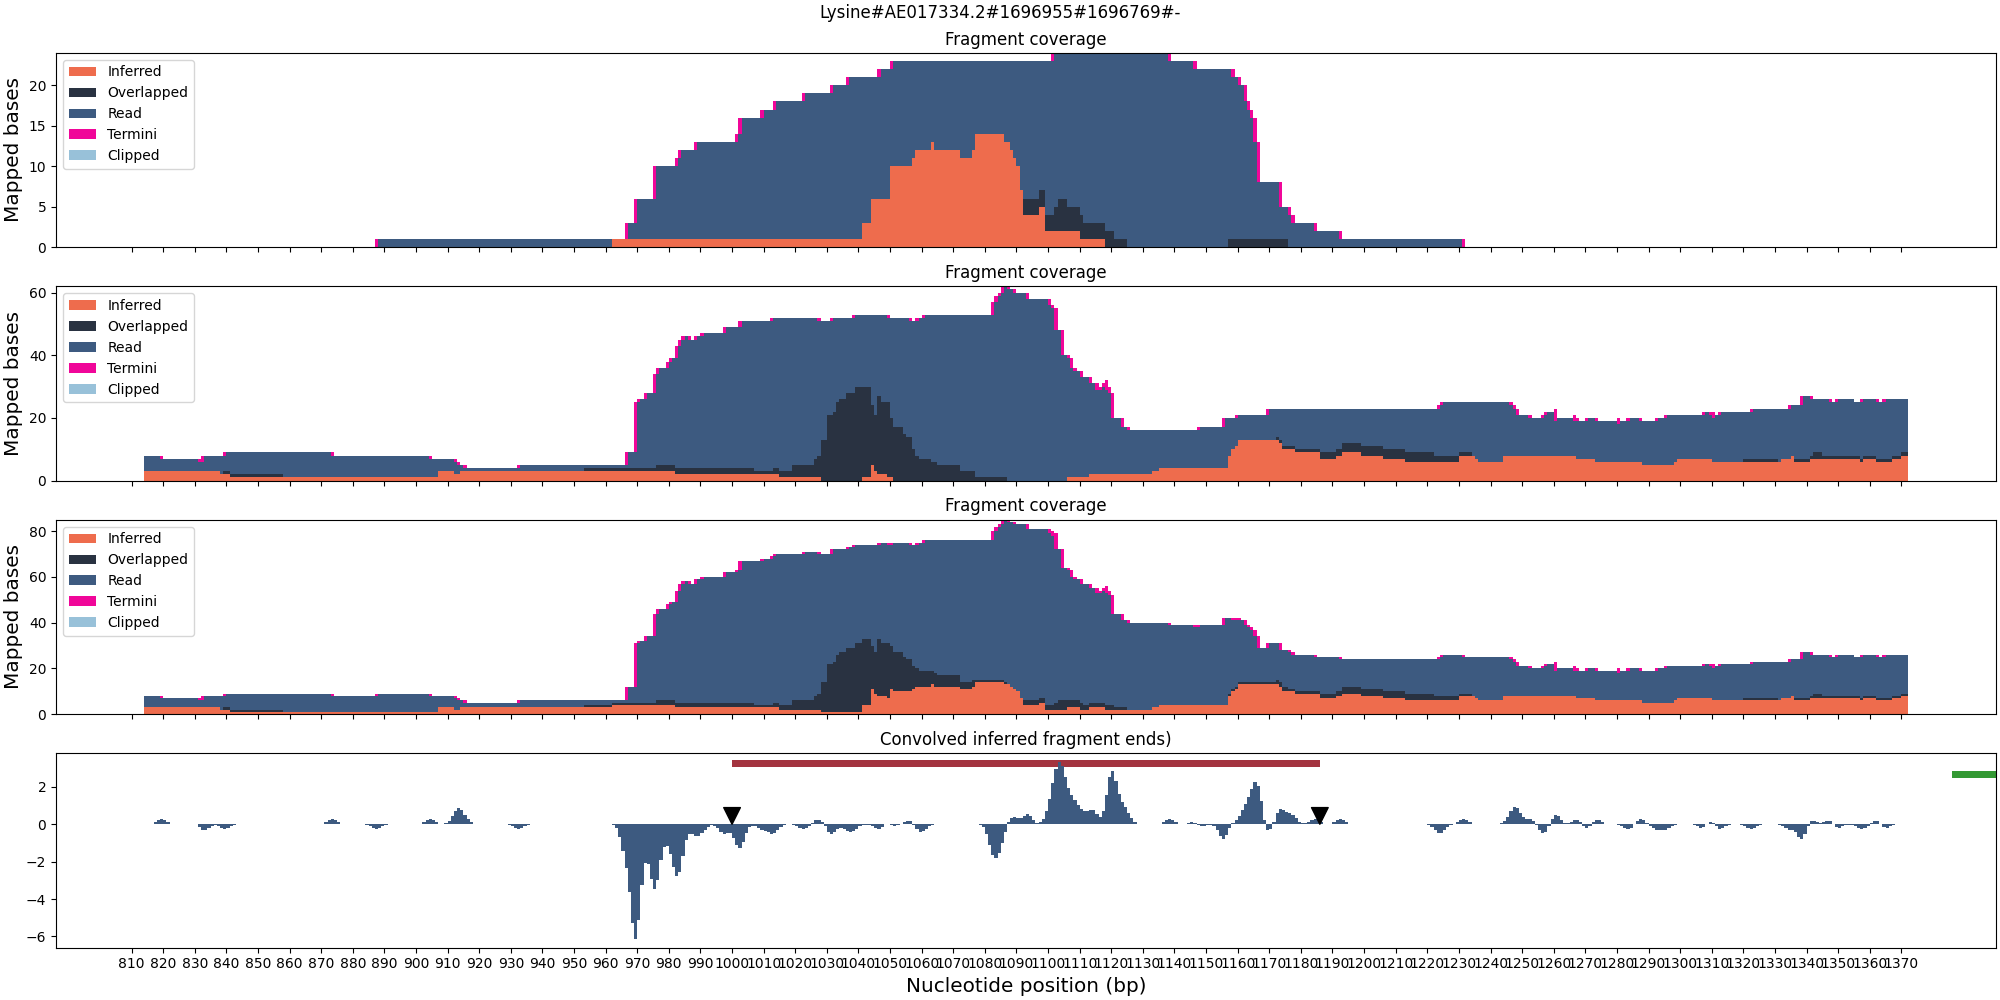 Lysine#AE017334.2#1696955#1696769#-
Fragment coverage
Mapped bases
20
15
10
5
0
Inferred
Overlapped
Read
Termini
Clipped
Fragment coverage
Mapped bases
60
40
20
0
Inferred
Overlapped
Read
Termini
Clipped
Fragment coverage
Mapped bases
80
60
40
20
0
Inferred
Overlapped
Read
Termini
Clipped
Convolved inferred fragment ends)
2
0
−2
−4
−6
810 820 830 840 850 860 870 880 890 900 910 920 930 940 950 960 970 980 990 1000 1010 1020 1030 1040 1050 1060 1070 1080 1090 1100 1110 1120 1130 1140 1150 1160 1170 1180 1190 1200 1210 1220 1230 1240 1250 1260 1270 1280 1290 1300 1310 1320 1330 1340 1350 1360 1370
Nucleotide position (bp)